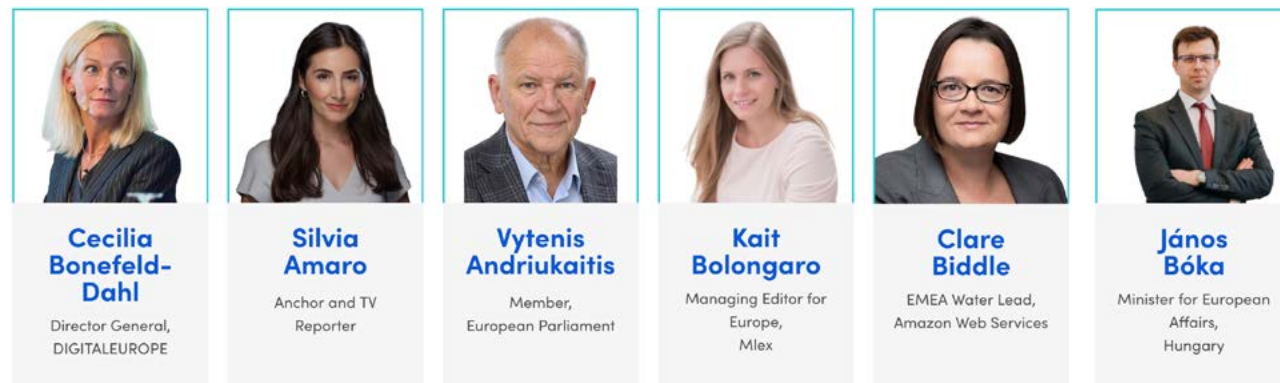 Cecilia
Bonefeld-
Dahl
Director General,
DIGITALEUROPE
Silvia
Amaro
Anchor and TV
Reporter
Vytenis
Andriukaitis
Member,
European Parliament
Kait
Bolongaro
Managing Editor for
Europe,
Mlex
Clare
Biddle
EMEA Water Lead,
Amazon Web Services
János
Bóka
Minister for European
Affairs,
Hungary